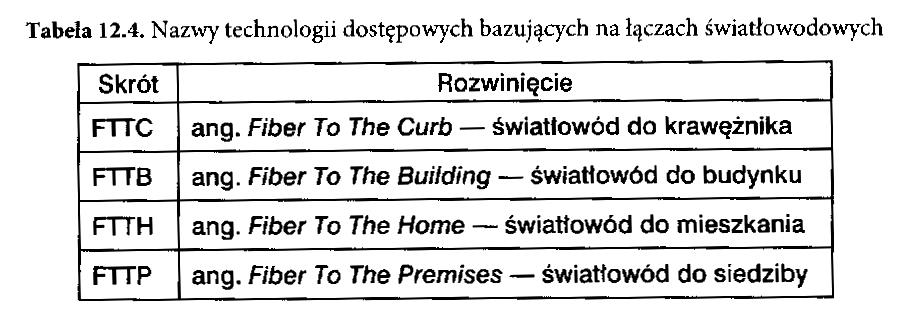 Tabela 12.4. Nazwy technologii dostępowych bazujących na łączach światłowodowych
Skrót Rozwinięcie
FTTC ang. Fiber To The Curb — światłowód do krawężnika
FTTB ang. Fiber To The Building — światłowód do budynku
FTTH ang. Fiber To The Home — światłowód do mieszkania
FTTP ang. Fiber To The Premises — światłowód do siedziby